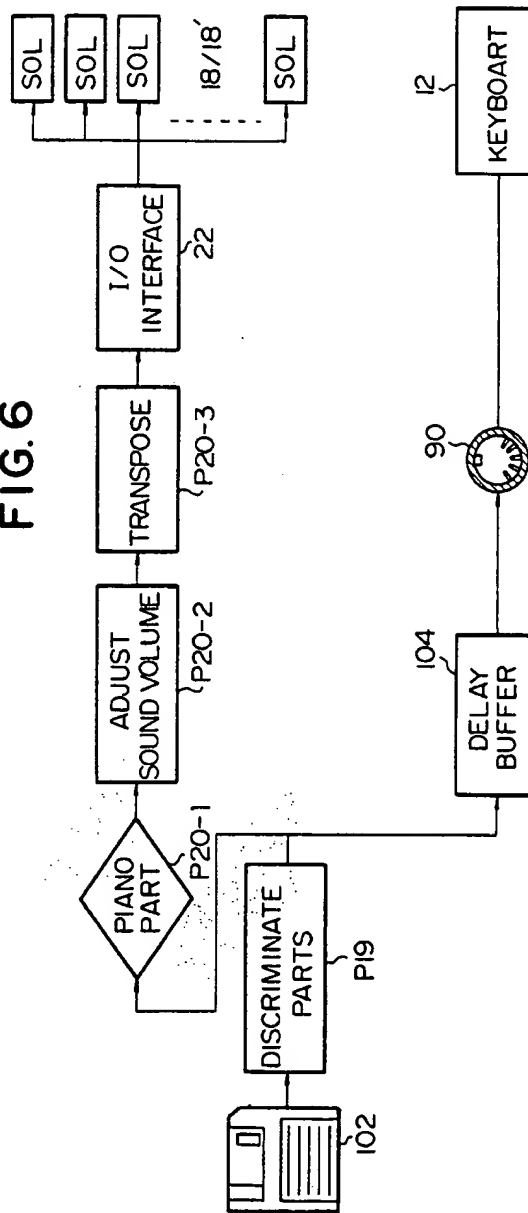 FIG. 6
102
DISCRIMINATE
PARTS
P19
PIANO
PART
P20-1
ADJUST
SOUND VOLUME
P20-2
TRANSPOSE
P20-3
I/O
INTERFACE
22
SOL
SOL
SOL
18/18'
SOL
DELAY
BUFFER
104
90
KEYBOART
12